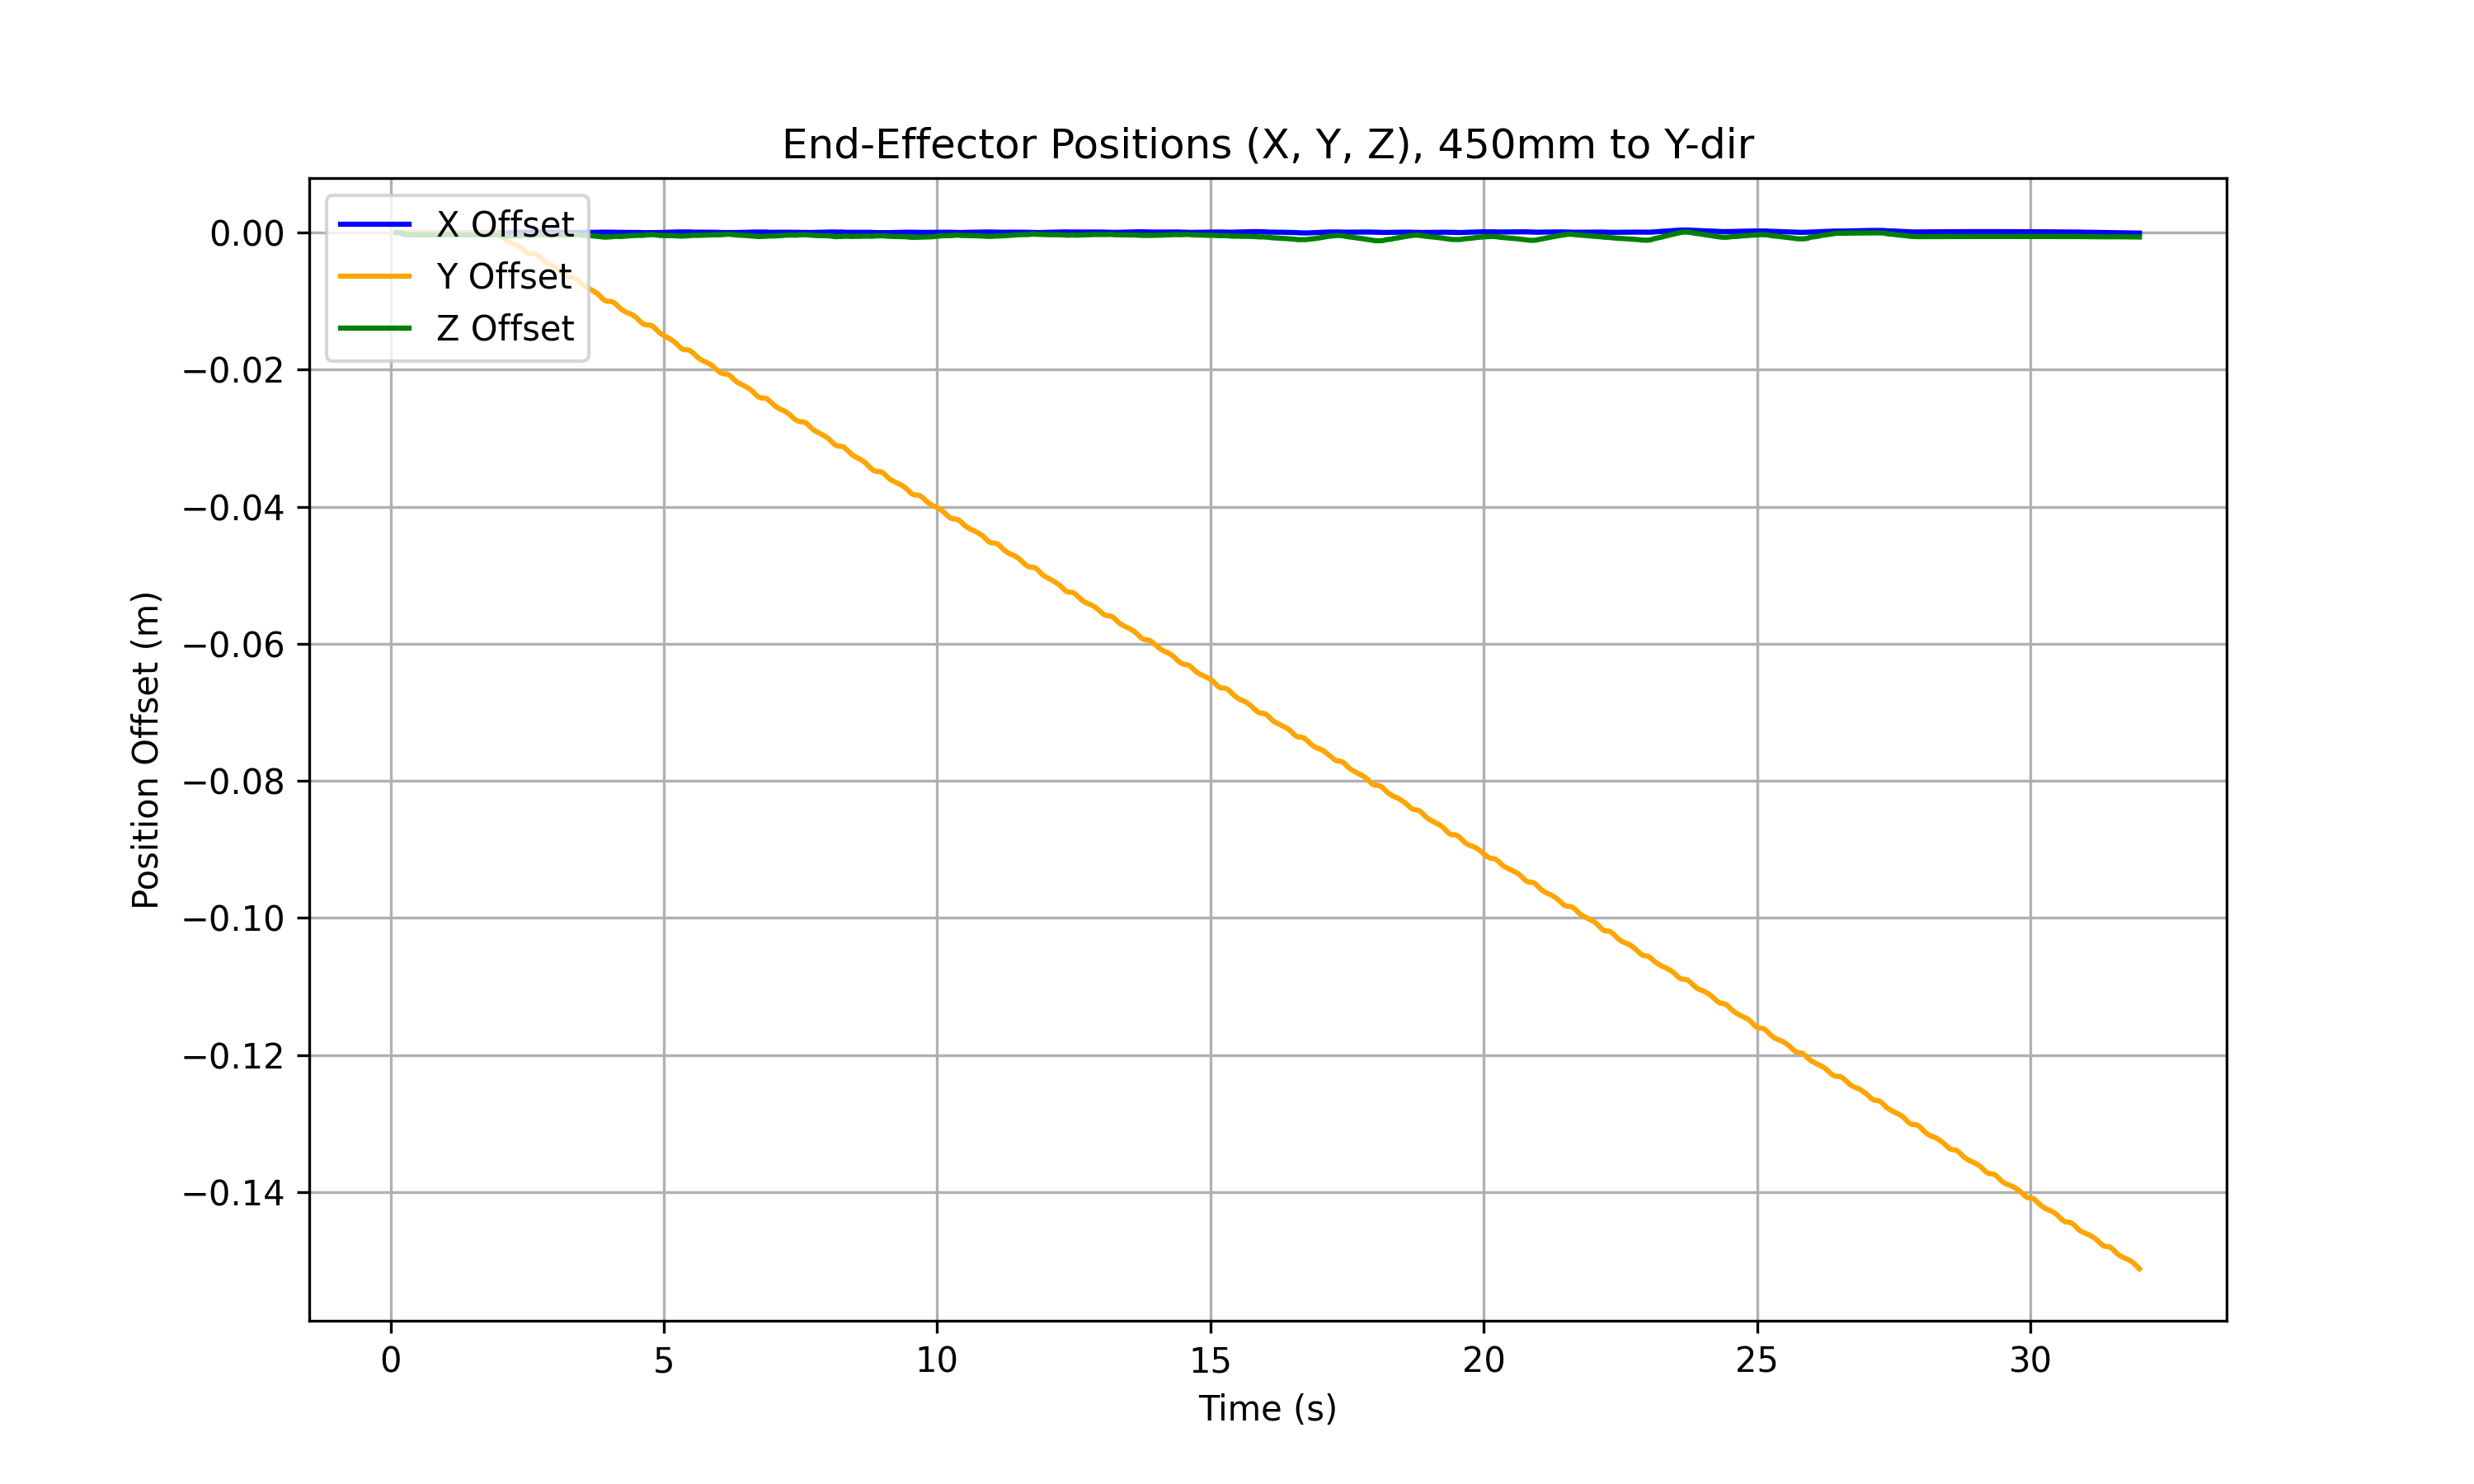 End-Effector Positions (X, Y, Z), 450mm to Y-dir
X Offset
Y Offset
Z Offset
0.00
−0.02
−0.04
−0.06
−0.08
−0.10
−0.12
−0.14
Position Offset (m)
0 5 10 15 20 25 30
Time (s)